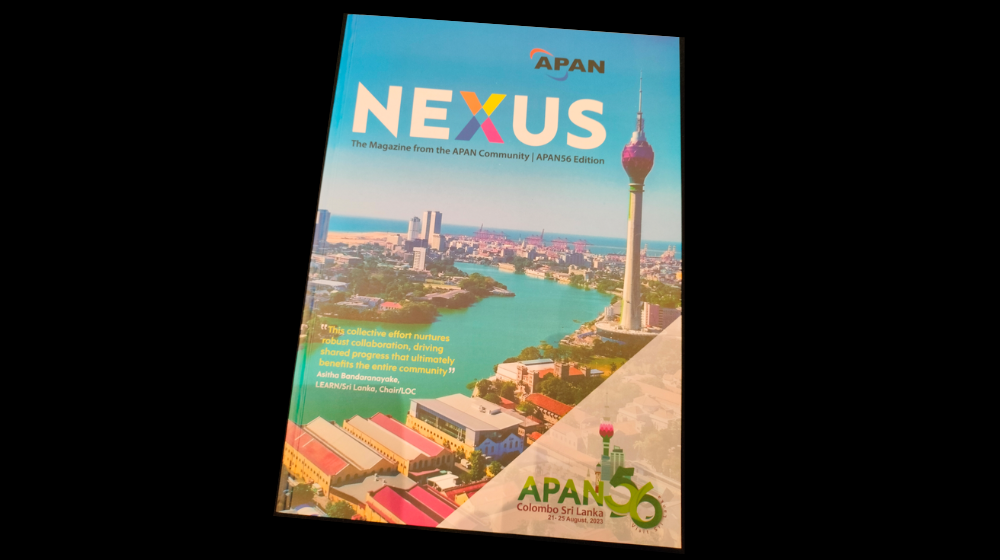 APAN
NEXUS
The Magazine from the APAN Community | APAN56 Edition
"This collective effort nurtures
robust collaboration, driving
shared progress that ultimately
benefits the entire community"
Asitha Bandaranayake,
LEARN/Sri Lanka, Chair/LOC
APAN56
Colombo Sri Lanka
21- 25 August, 2023